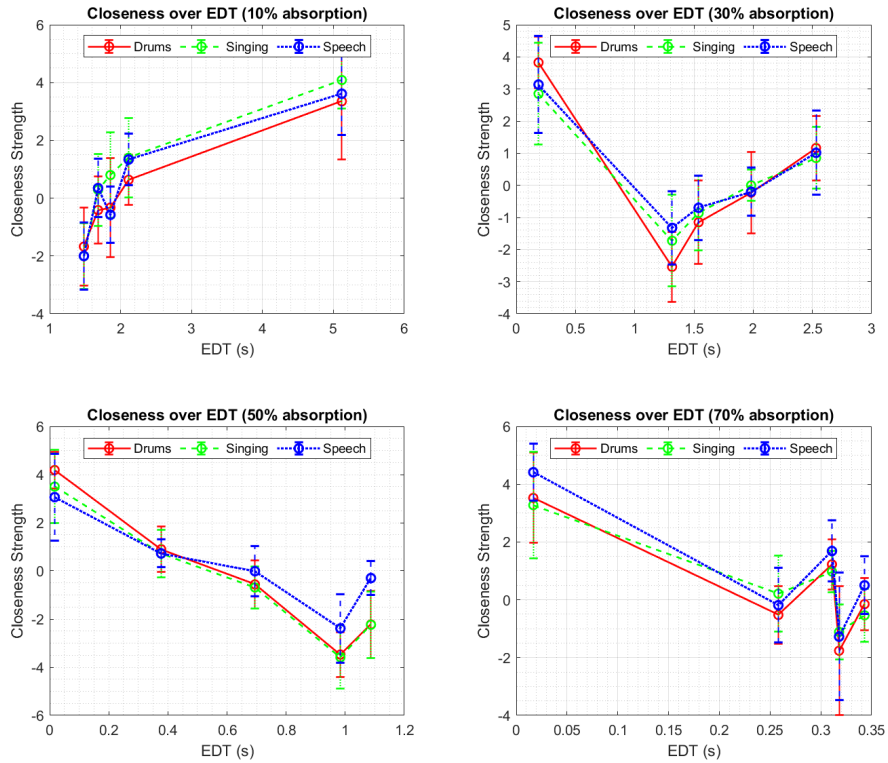 Closeness over EDT (10% absorption)
Drums Singing Speech
Closeness Strength
6
4
2
0
-2
-4
1 2 3 4 5 6
EDT (s)
Closeness over EDT (30% absorption)
Drums Singing Speech
Closeness Strength
5
4
3
2
1
0
-1
-2
-3
-4
0 0.5 1 1.5 2 2.5 3
EDT (s)
Closeness over EDT (50% absorption)
Drums Singing Speech
Closeness Strength
6
4
2
0
-2
-4
-6
0 0.2 0.4 0.6 0.8 1 1.2
EDT (s)
Closeness over EDT (70% absorption)
Drums Singing Speech
Closeness Strength
6
4
2
0
-2
-4
0 0.05 0.1 0.15 0.2 0.25 0.3 0.35
EDT (s)